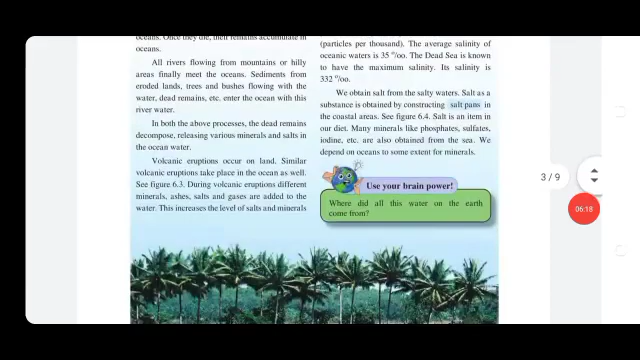 oceans. Once they die, their remains accumulate in
oceans.
All rivers flowing from mountains or hilly
areas finally meet the oceans. Sediments from
eroded lands, trees and bushes flowing with the
water, dead remains, etc. enter the ocean with this
river water.
In both the above processes, the dead remains
decompose, releasing various minerals and salts in
the ocean water.
Volcanic eruptions occur on land. Similar
volcanic eruptions take place in the ocean as well.
See figure 6.3. During volcanic eruptions different
minerals, ashes, salts and gases are added to the
water. This increases the level of salts and minerals
(particles per thousand). The average salinity of
oceanic waters is 35 º/oo. The Dead Sea is known
to have the maximum salinity. Its salinity is
332 º/oo.
We obtain salt from the salty waters. Salt as a
substance is obtained by constructing salt pans in
the coastal areas. See figure 6.4. Salt is an item in
our diet. Many minerals like phosphates, sulfates,
iodine, etc. are also obtained from the sea. We
depend on oceans to some extent for minerals.
Use your brain power!
Where did all this water on the earth
come from?
3 / 9
06:18